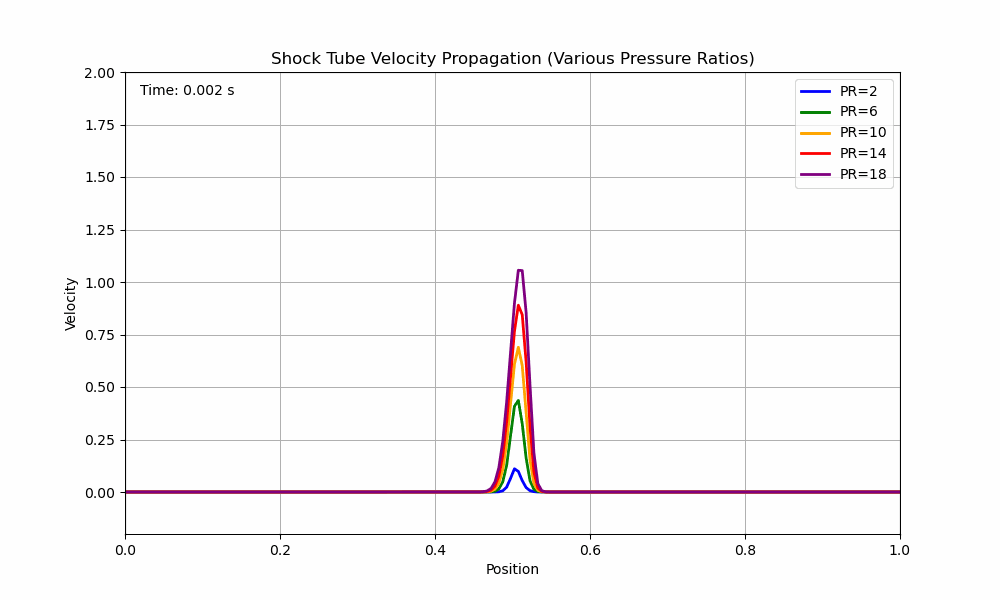 Shock Tube Velocity Propagation (Various Pressure Ratios)
Time: 0.002 s
PR=2
PR=6
PR=10
PR=14
PR=18
2.00
1.75
1.50
1.25
1.00
0.75
0.50
0.25
0.00
Velocity
0.0 0.2 0.4 0.6 0.8 1.0
Position